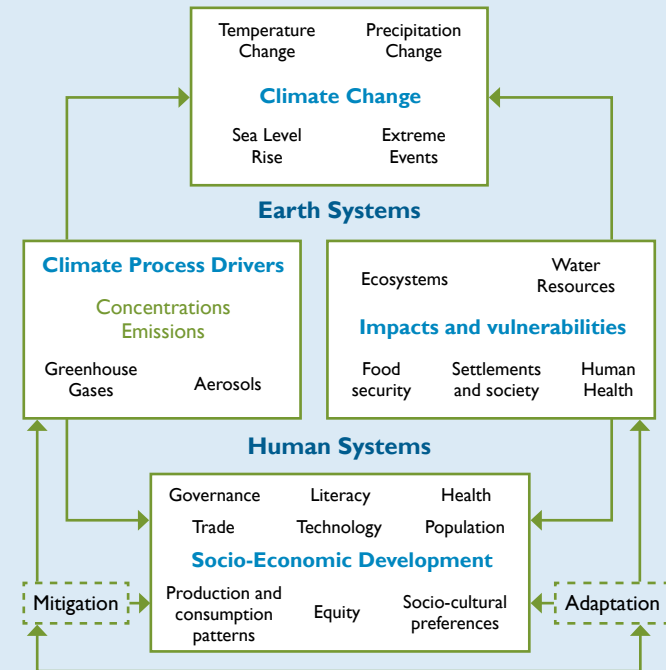 Temperature
Change
Precipitation
Change
Climate Change
Sea Level
Rise
Extreme
Events
Earth Systems
Climate Process Drivers
Concentrations
Emissions
Greenhouse
Gases
Aerosols
Ecosystems
Water
Resources
Impacts and vulnerabilities
Food
security
Settlements
and society
Human
Health
Human Systems
Governance
Literacy
Health
Trade
Technology
Population
Socio-Economic Development
Production and
consumption
patterns
Equity
Socio-cultural
preferences
Mitigation
Adaptation